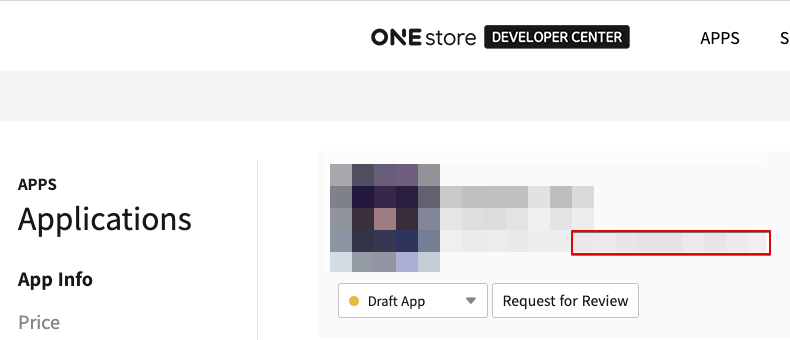 ONE store DEVELOPER CENTER
APPS
S
APPS
Applications
App Info
Price
Draft App
Request for Review